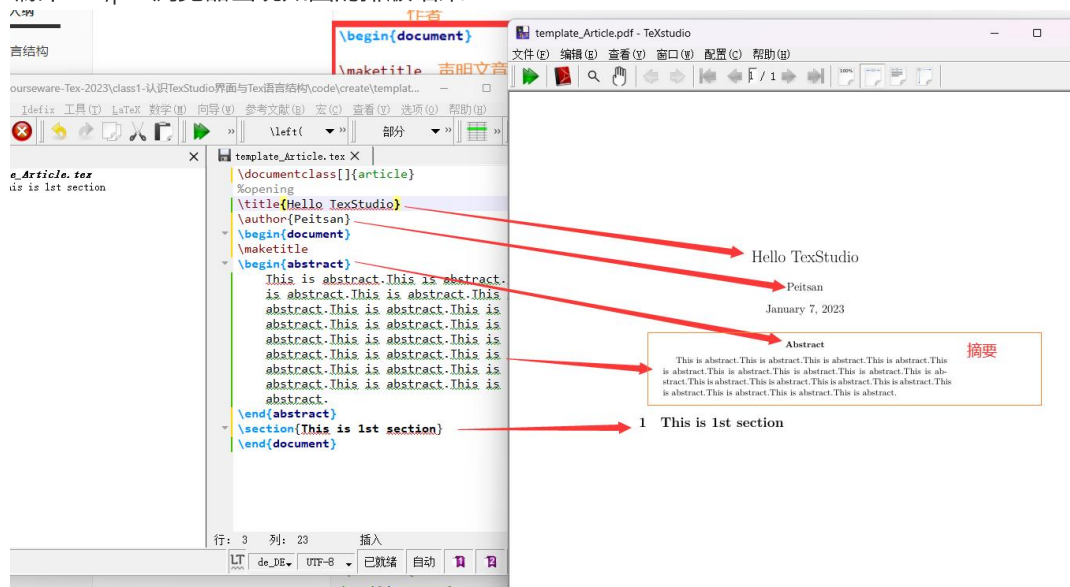 作者
言结构
\begin{document}
\maketitle 声明文章
template_Article.pdf - TeXstudio
文件(F) 编辑(E) 查看(V) 窗口(W) 配置(C) 帮助(H)
1 / 1
100%
ourseware-Tex-2023\class1-认识TexStudio界面与Tex语言结构\code\create\templat...
Idefix 工具(T) LaTeX 数学(M) 向导(W) 参考文献(B) 宏(C) 查看(V) 选项(O) 帮助(H)
\left( 部分
template_Article.tex
e_Article.tex
his is 1st section
\documentclass[]{article}
%opening
\title{Hello TexStudio}
\author{Peitsan}
\begin{document}
\maketitle
\begin{abstract}
This is abstract.This is abstract.
is abstract.This is abstract.This
abstract.This is abstract.This is
abstract.This is abstract.This is
abstract.This is abstract.This is
abstract.This is abstract.This is
abstract.This is abstract.This is
abstract.This is abstract.This is
abstract.
\end{abstract}
\section{This is 1st section}
\end{document}
行: 3 列: 23 插入
LT de_DE UTF-8 已就绪 自动 1 2
Hello TexStudio
Peitsan
January 7, 2023
Abstract
摘要
This is abstract.This is abstract.This is abstract.This is abstract.This
is abstract.This is abstract.This is abstract.This is abstract.This is ab-
stract.This is abstract.This is abstract.This is abstract.This is abstract.This
is abstract.This is abstract.This is abstract.This is abstract.
1 This is 1st section